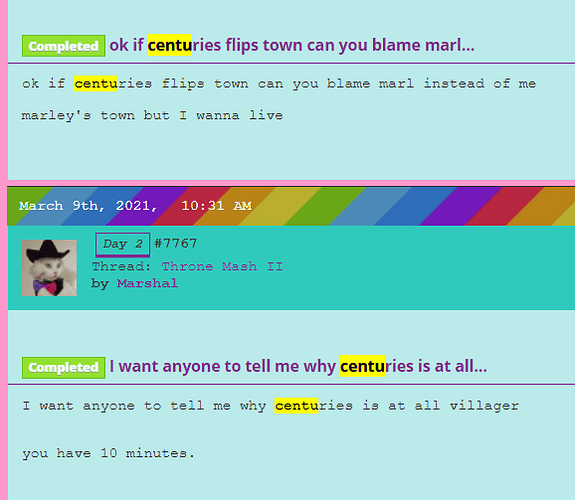 Completed ok if centuries flips town can you blame marl...
ok if centuries flips town can you blame marl instead of me
marley's town but I wanna live
March 9th, 2021, 10:31 AM
Day 2 #7767
Thread: Throne Mash II
by Marshal
Completed I want anyone to tell me why centuries is at all...
I want anyone to tell me why centuries is at all villager
you have 10 minutes.